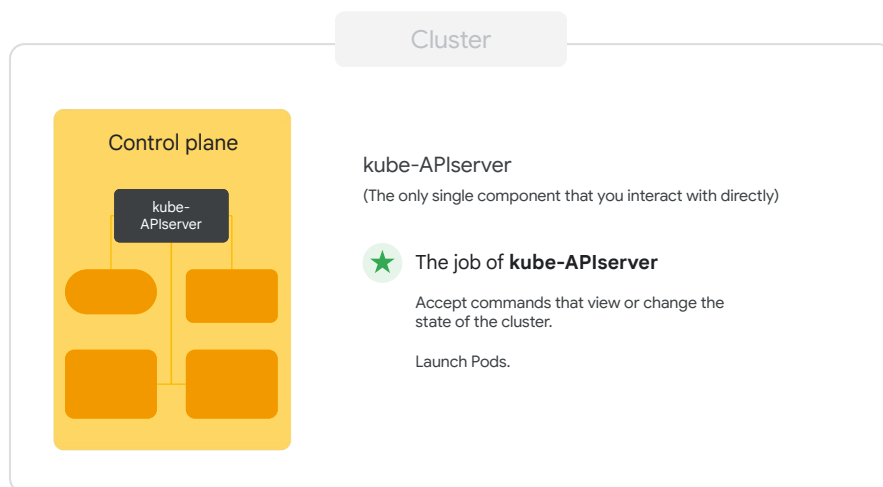 Cluster
Control plane
kube-
APIserver
kube-APIserver
(The only single component that you interact with directly)
The job of kube-APIserver
Accept commands that view or change the
state of the cluster.
Launch Pods.